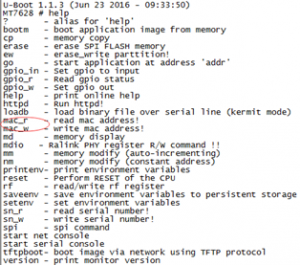 U-Boot 1.1.3 (Jun 23 2016 - 09:33:50)
MT7628 # help
? - alias for 'help'
bootm - boot application image from memory
cp - memory copy
erase - erase SPI FLASH memory
ew - erase_write parttition!
go - start application at address 'addr'
gpio_in - Set gpio to input
gpio_r - Read gpio status
gpio_w - Set gpio out
help - print online help
httpd - Run httpd!
loadb - load binary file over serial line (kermit mode)
mac_r - read mac address!
mac_w - write mac address!
md - memory display
mdio - Ralink PHY register R/W command !!
mm - memory modify (auto-incrementing)
nm - memory modify (constant address)
printenv- print environment variables
reset - Perform RESET of the CPU
rf - read/write rf register
saveenv - save environment variables to persistent storage
setenv - set environment variables
sn_r - read serial number!
sn_w - write serial number!
spi - spi command
start net console
start serial console
tftpboot- boot image via network using TFTP protocol
version - print monitor version